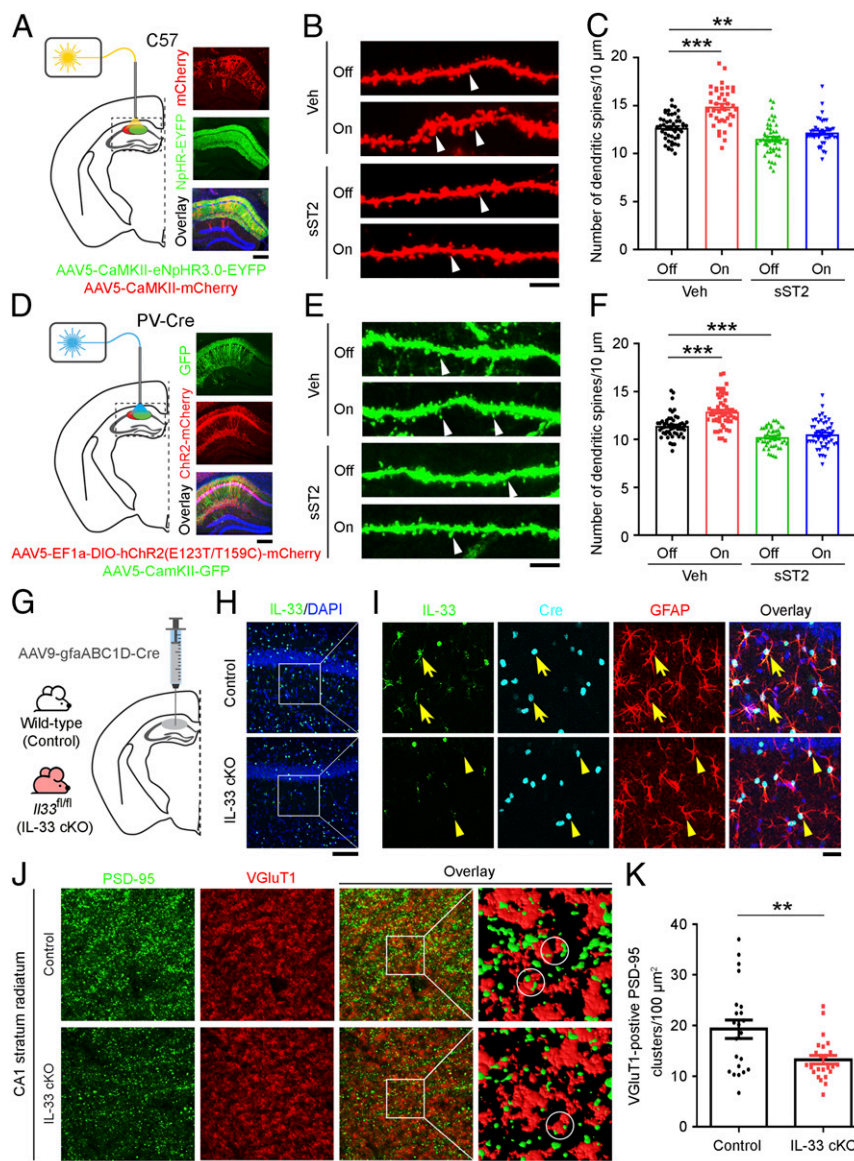 A
C57
mCherry
NpHR-EYFP
Overlay
AAV5-CaMKII-eNpHR3.0-EYFP
AAV5-CaMKII-mCherry
B
Veh
Off
On
sST2
Off
On
C
Number of dendritic spines/10 μm
20
15
10
5
0
**
***
Off
On
Off
On
Veh
sST2
D
PV-Cre
GFP
ChR2-mCherry
Overlay
AAV5-EF1a-DIO-hChR2(E123T/T159C)-mCherry
AAV5-CamKII-GFP
E
Veh
Off
On
sST2
Off
On
F
Number of dendritic spines/10 μm
20
15
10
5
0
***
***
Off
On
Off
On
Veh
sST2
G
AAV9-gfaABC1D-Cre
Wild-type
(Control)
Il33fl/fl
(IL-33 cKO)
H
IL-33/DAPI
Control
IL-33 cKO
I
IL-33
Cre
GFAP
Overlay
J
PSD-95
VGluT1
Overlay
CA1 stratum radiatum
Control
IL-33 cKO
K
VGluT1-postive PSD-95
clusters/100 μm2
40
30
20
10
0
**
Control
IL-33 cKO